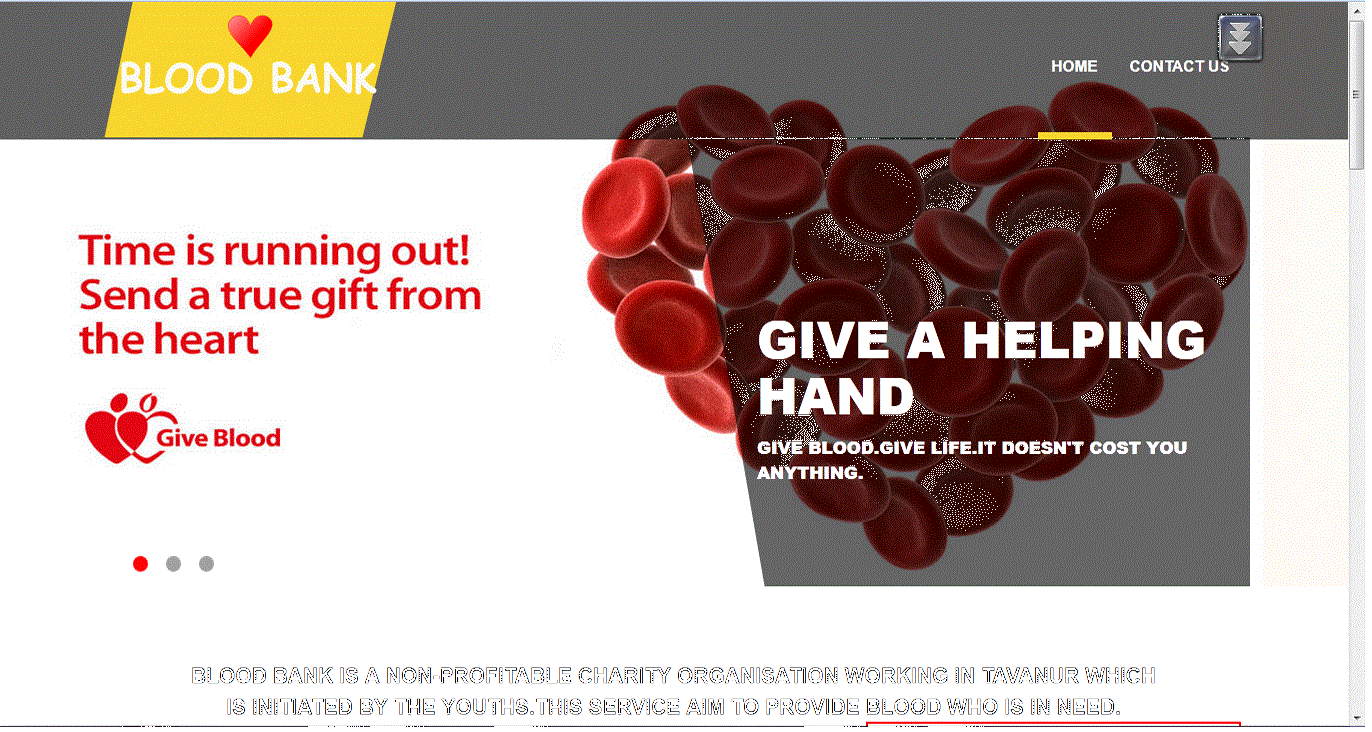 BLOOD BANK
HOME
CONTACT US
Time is running out!
Send a true gift from
the heart
Give Blood
GIVE A HELPING
HAND
GIVE BLOOD.GIVE LIFE.IT DOESN'T COST YOU
ANYTHING.
BLOOD BANK IS A NON-PROFITABLE CHARITY ORGANISATION WORKING IN TAVANUR WHICH
IS INITIATED BY THE YOUTHS.THIS SERVICE AIM TO PROVIDE BLOOD WHO IS IN NEED.